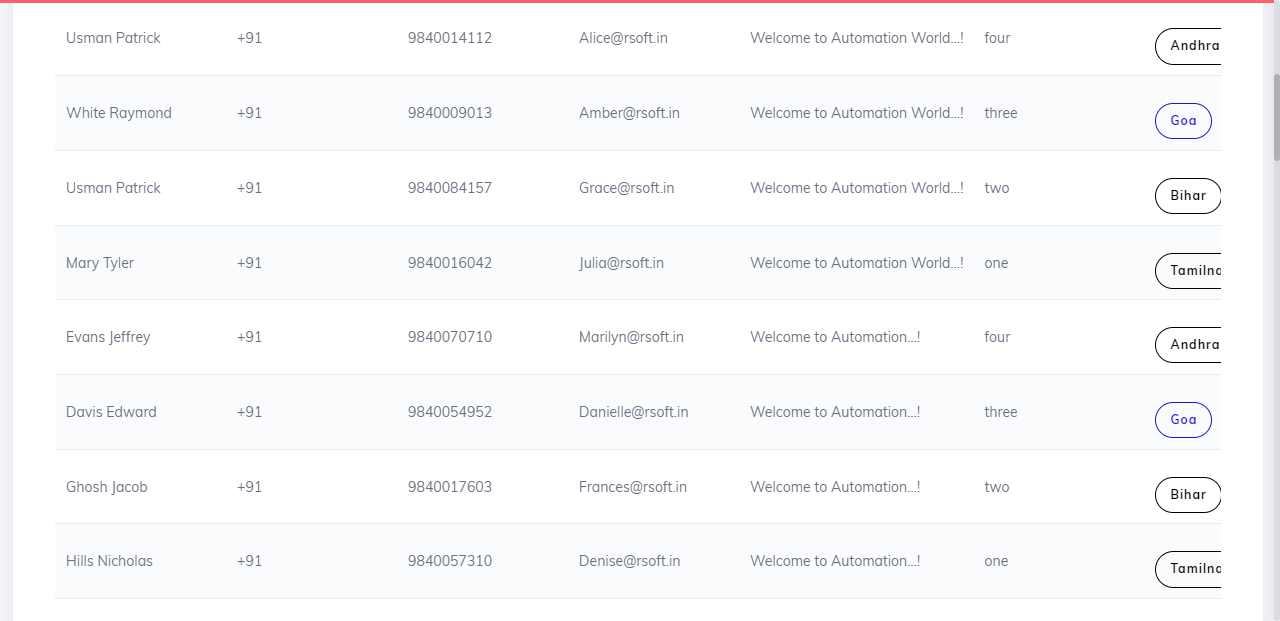 Usman Patrick +91 9840014112 Alice@rsoft.in Welcome to Automation World...! four Andhra
White Raymond +91 9840009013 Amber@rsoft.in Welcome to Automation World...! three Goa
Usman Patrick +91 9840084157 Grace@rsoft.in Welcome to Automation World...! two Bihar
Mary Tyler +91 9840016042 Julia@rsoft.in Welcome to Automation World...! one
Evans Jeffrey +91 9840070710 Marilyn@rsoft.in Welcome to Automation...! four Andhra
Davis Edward +91 9840054952 Danielle@rsoft.in Welcome to Automation...! three Goa
Ghosh Jacob +91 9840017603 Frances@rsoft.in Welcome to Automation...! two Bihar
Hills Nicholas +91 9840057310 Denise@rsoft.in Welcome to Automation...! one